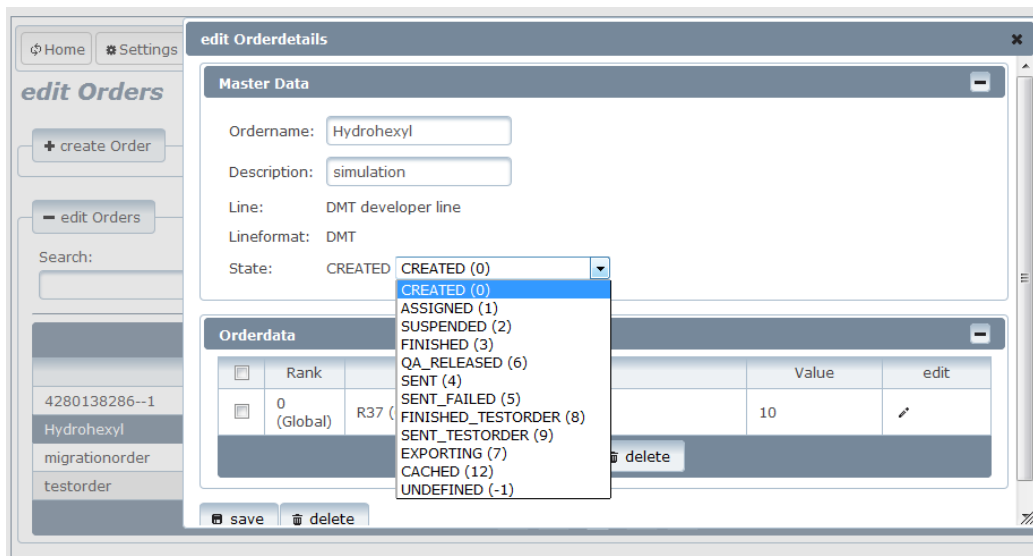 Home
Settings
edit Orders
create Order
edit Orders
Search:
4280138286--1
Hydrohexyl
migrationorder
testorder
edit Orderdetails
Master Data
Ordername: Hydrohexyl
Description: simulation
Line: DMT developer line
Lineformat: DMT
State: CREATED CREATED (0)
CREATED (0)
ASSIGNED (1)
SUSPENDED (2)
FINISHED (3)
QA_RELEASED (6)
SENT (4)
SENT_FAILED (5)
FINISHED_TESTORDER (8)
SENT_TESTORDER (9)
EXPORTING (7)
CACHED (12)
UNDEFINED (-1)
Orderdata
Rank Value edit
0
(Global) R37 ( 10
delete
save delete